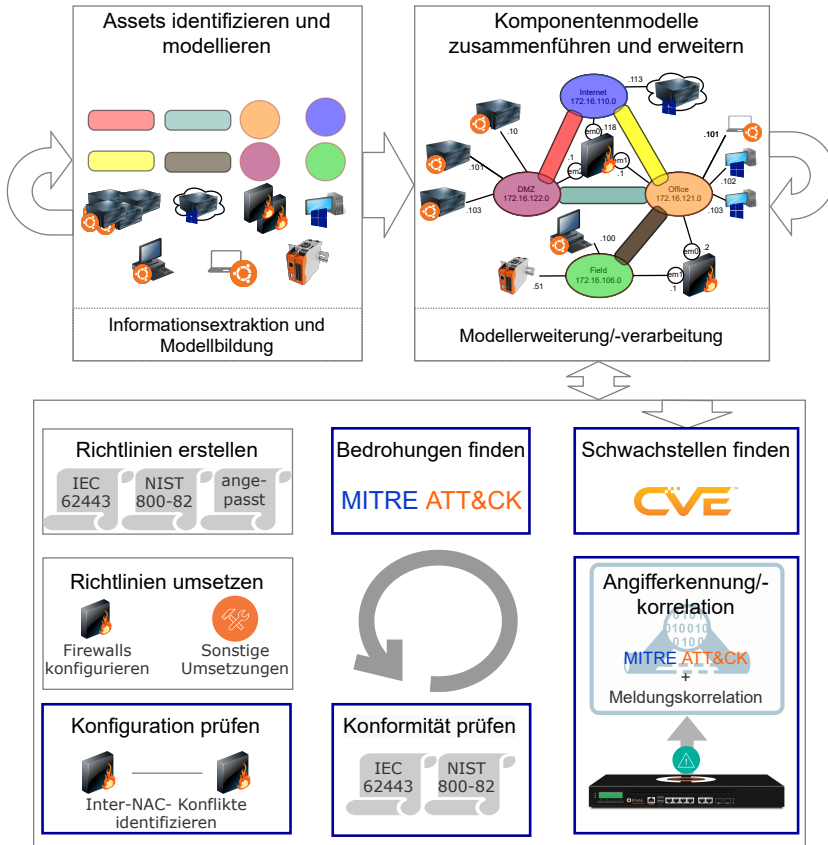 Assets identifizieren und
modellieren
Informationsextraktion und
Modellbildung
Komponentenmodelle
zusammenführen und erweitern
.113
Internet
172.16.110.0
.10
em0
.118
.101
.101
.1
em2
em1
.1
.102
DMZ
172.16.122.0
Office
172.16.121.0
.103
.103
.100
em0
.2
Field
172.16.106.0
em1
.51
.1
Modellerweiterung/-verarbeitung
Richtlinien erstellen
IEC
62443
NIST
800-82
ange-
passt
Bedrohungen finden
MITRE ATT&CK
Schwachstellen finden
CVE
Richtlinien umsetzen
Firewalls
konfigurieren
Sonstige
Umsetzungen
Angifferkennung/-
korrelation
0101
010010
0100
MITRE ATT&CK
+
Meldungskorrelation
Konfiguration prüfen
Inter-NAC- Konflikte
identifizieren
Konformität prüfen
IEC
62443
NIST
800-82